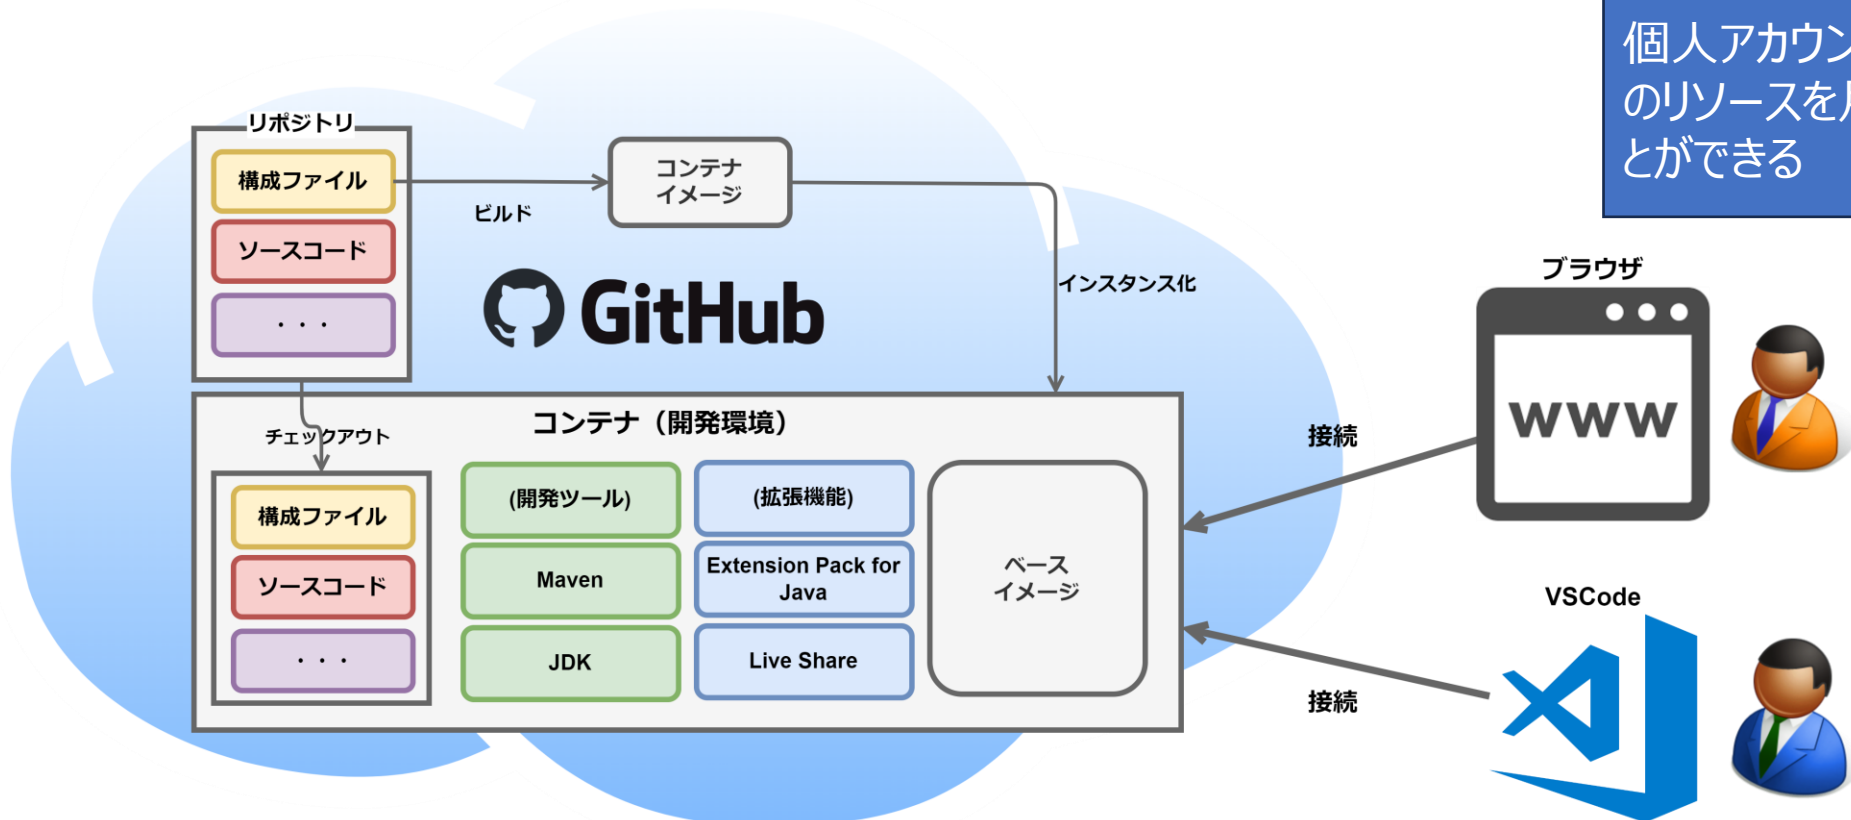 個人アカウン
のリソースを
とができる
リポジトリ
構成ファイル
ソースコード
・・・
ビルド
コンテナ
イメージ
インスタンス化
GitHub
チェックアウト
コンテナ（開発環境）
構成ファイル
ソースコード
・・・
(開発ツール)
Maven
JDK
(拡張機能)
Extension Pack for
Java
Live Share
ベース
イメージ
接続
接続
ブラウザ
WWW
VSCode